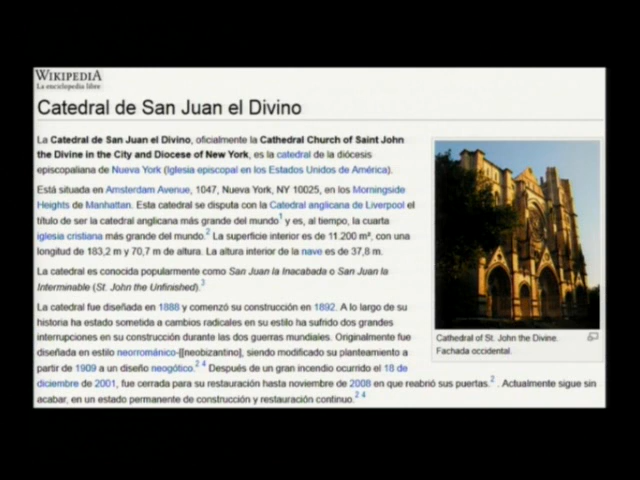 WIKIPEDIA
La enciclopedia libre
Catedral de San Juan el Divino
La Catedral de San Juan el Divino, oficialmente la Cathedral Church of Saint John
the Divine in the City and Diocese of New York, es la catedral de la diócesis
episcopaliana de Nueva York (Iglesia episcopal en los Estados Unidos de América).
Está situada en Amsterdam Avenue, 1047, Nueva York, NY 10025, en los Morningside
Heights de Manhattan. Esta catedral se disputa con la Catedral anglicana de Liverpool el
título de ser la catedral anglicana más grande del mundo1 y es, al tiempo, la cuarta
iglesia cristiana más grande del mundo.2 La superficie interior es de 11.200 m², con una
longitud de 183,2 m y 70,7 m de altura. La altura interior de la nave es de 37,8 m.
La catedral es conocida popularmente como San Juan la Inacabada o San Juan la
Interminable (St. John the Unfinished).3
La catedral fue diseñada en 1888 y comenzó su construcción en 1892. A lo largo de su
historia ha estado sometida a cambios radicales en su estilo ha sufrido dos grandes
interrupciones en su construcción durante las dos guerras mundiales. Originalmente fue
diseñada en estilo neorrománico-[[neobizantino], siendo modificado su planteamiento a
partir de 1909 a un diseño neogótico.2 4 Después de un gran incendio ocurrido el 18 de
diciembre de 2001, fue cerrada para su restauración hasta noviembre de 2008 en que reabrió sus puertas.2 . Actualmente sigue sin
acabar, en un estado permanente de construcción y restauración continuo.2 4
Cathedral of St. John the Divine.
Fachada occidental.